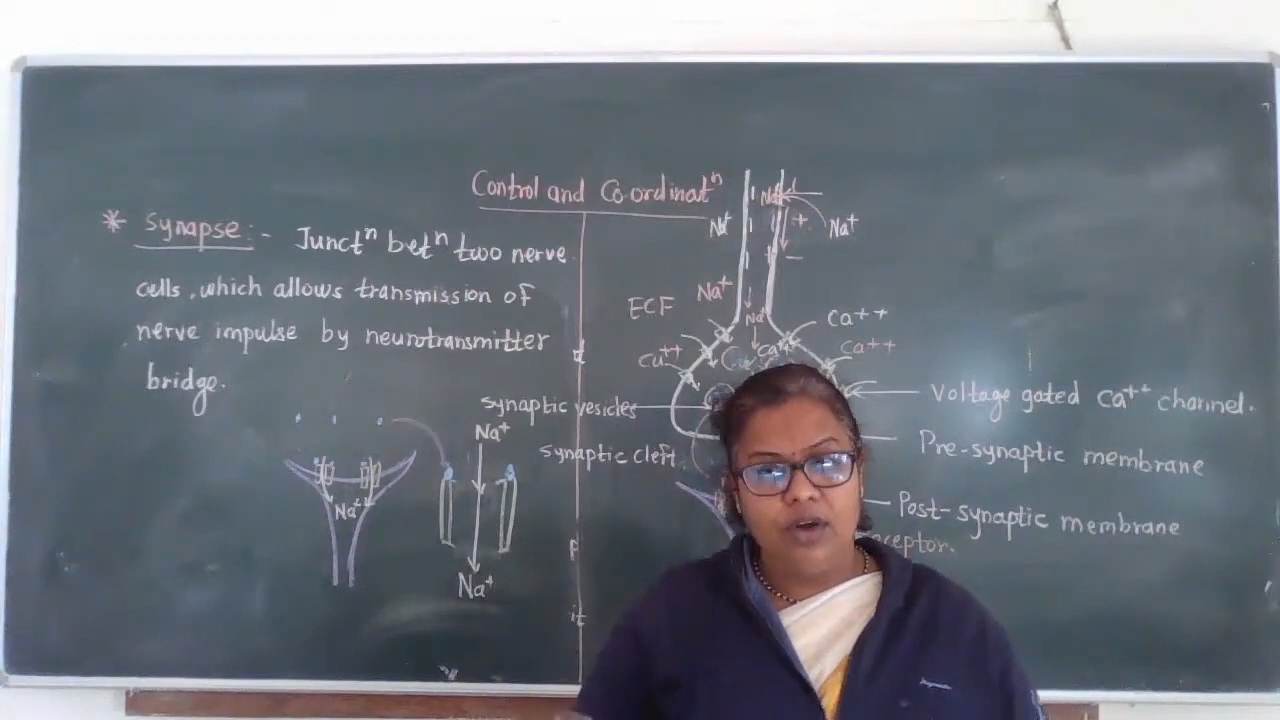 Control and Co-ordinatⁿ
* Synapse :- Junctⁿ betⁿ two nerve
cells, which allows transmission of
nerve impulse by neurotransmitter
bridge.
Na⁺
Na⁺
Na⁺
Na⁺
Na⁺
Na⁺
ECF
Na⁺
Na⁺
Ca⁺⁺
Ca⁺⁺
Ca⁺⁺
synaptic vesicles
Voltage gated Ca⁺⁺ channel.
synaptic cleft
Pre-synaptic membrane
Post-synaptic membrane